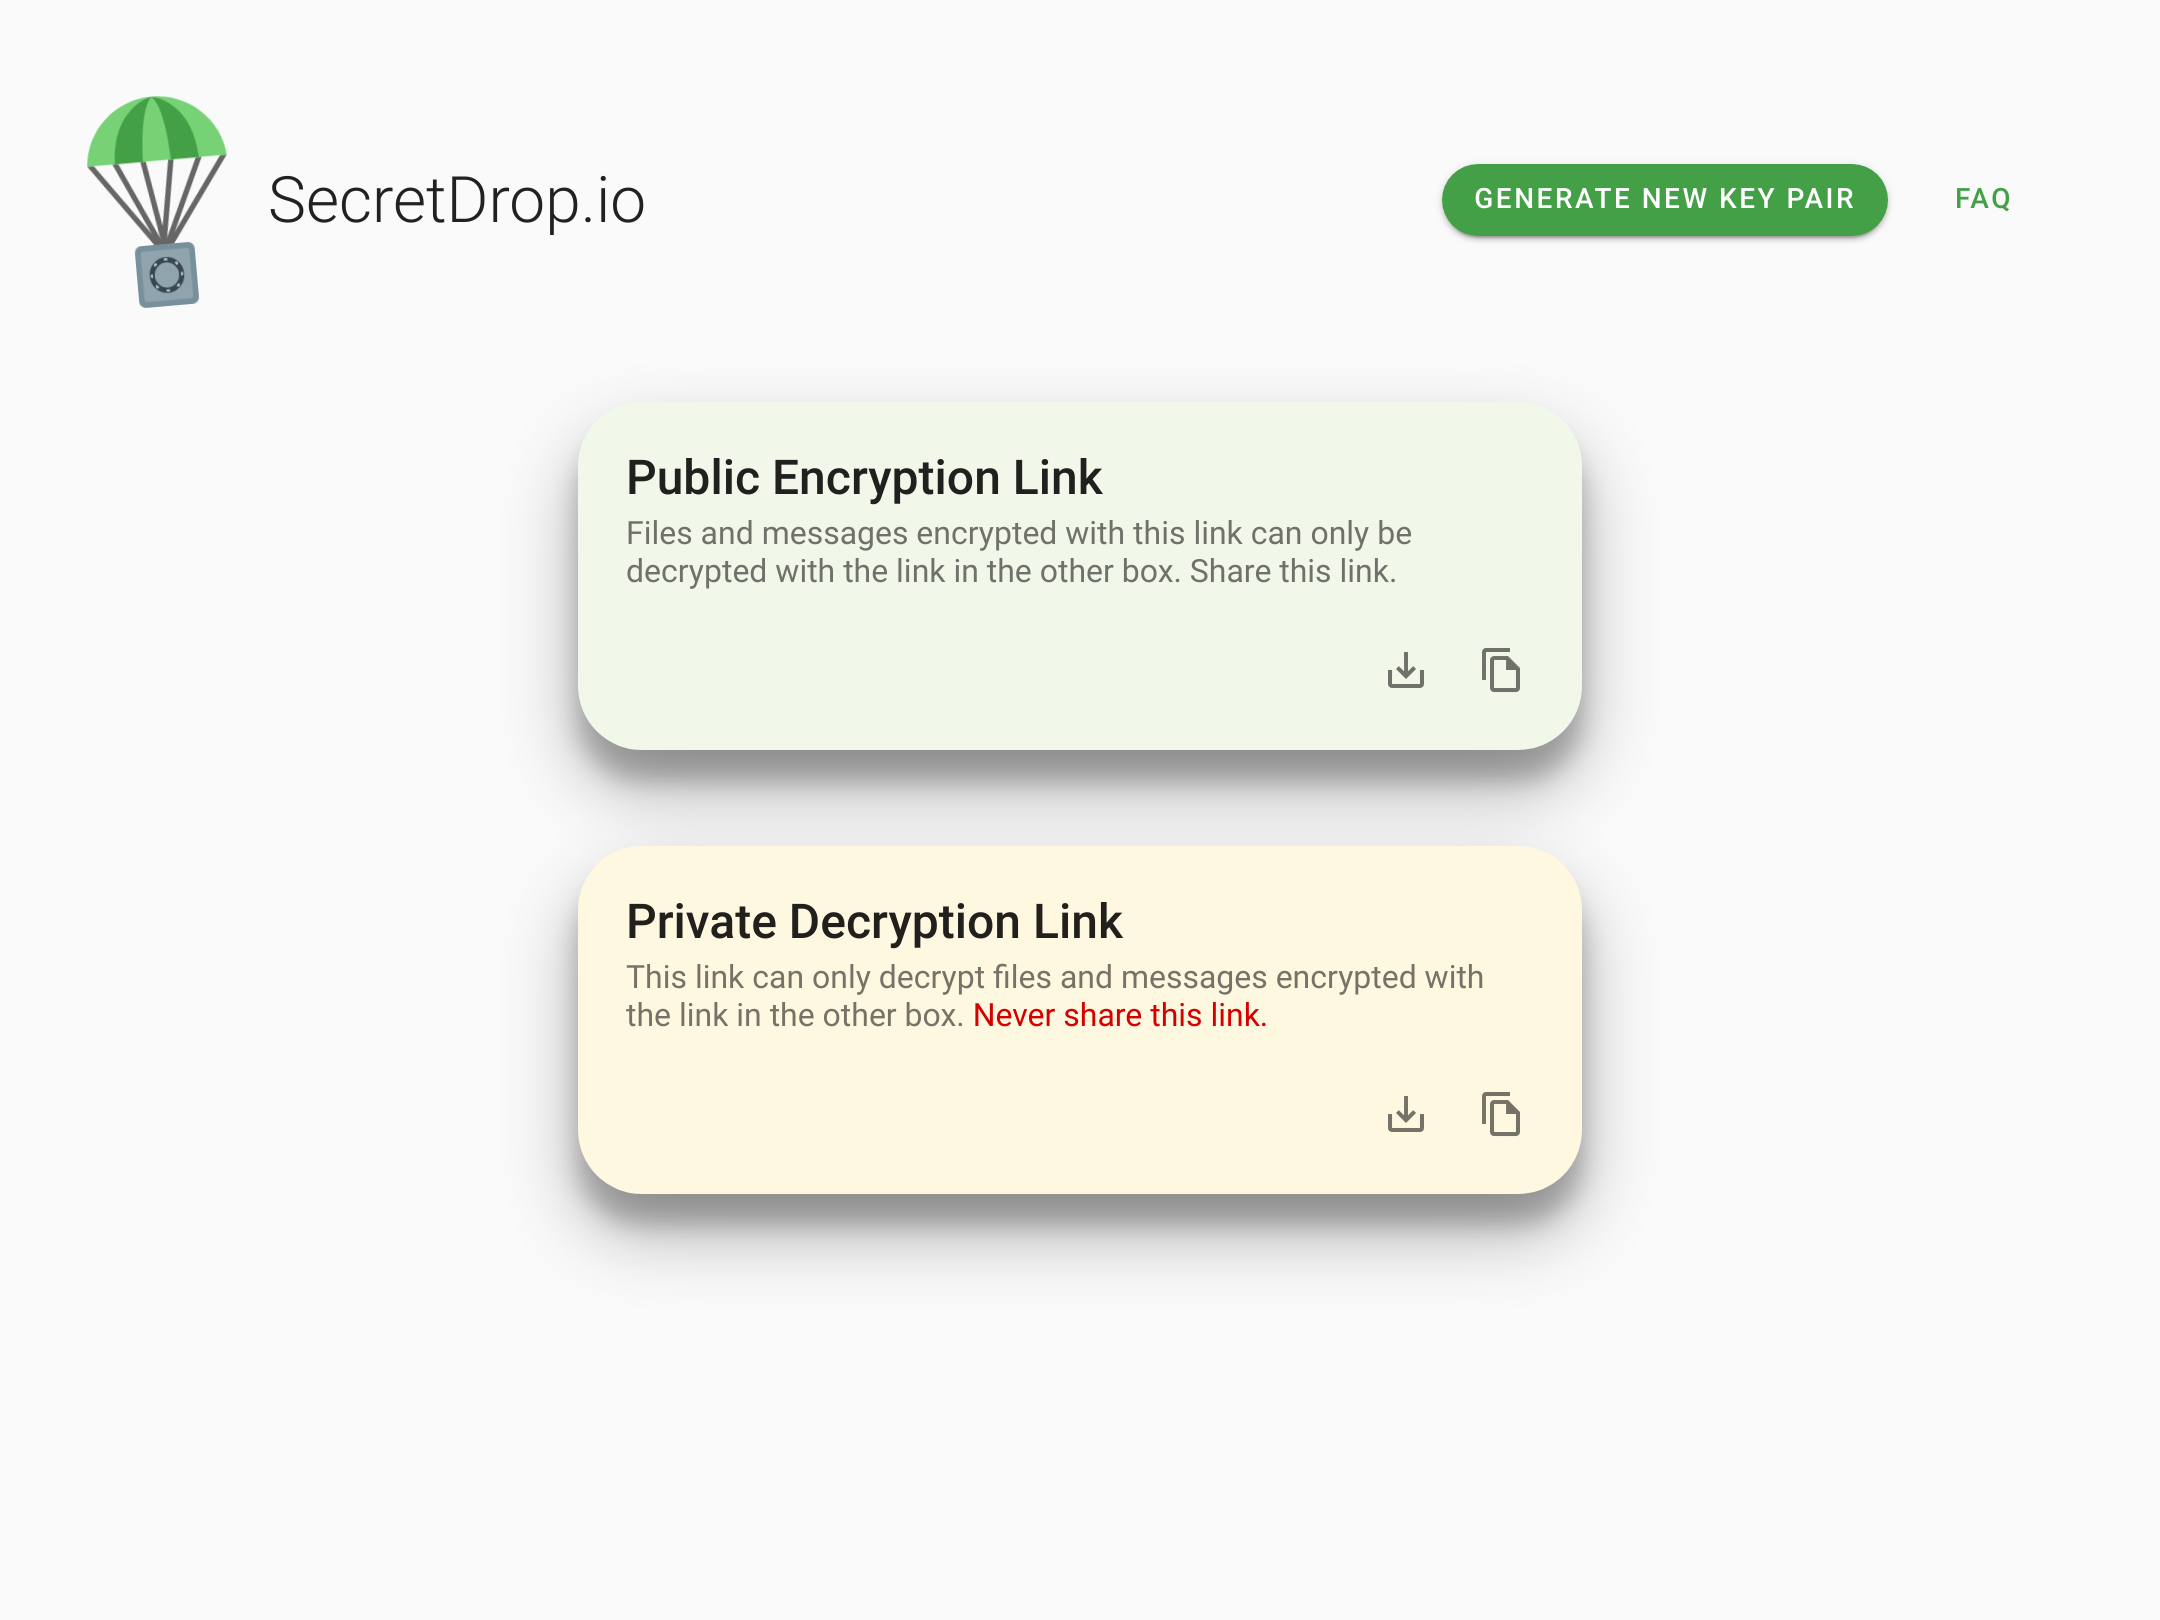 SecretDrop.io
GENERATE NEW KEY PAIR
FAQ
Public Encryption Link
Files and messages encrypted with this link can only be
decrypted with the link in the other box. Share this link.
Private Decryption Link
This link can only decrypt files and messages encrypted with
the link in the other box. Never share this link.